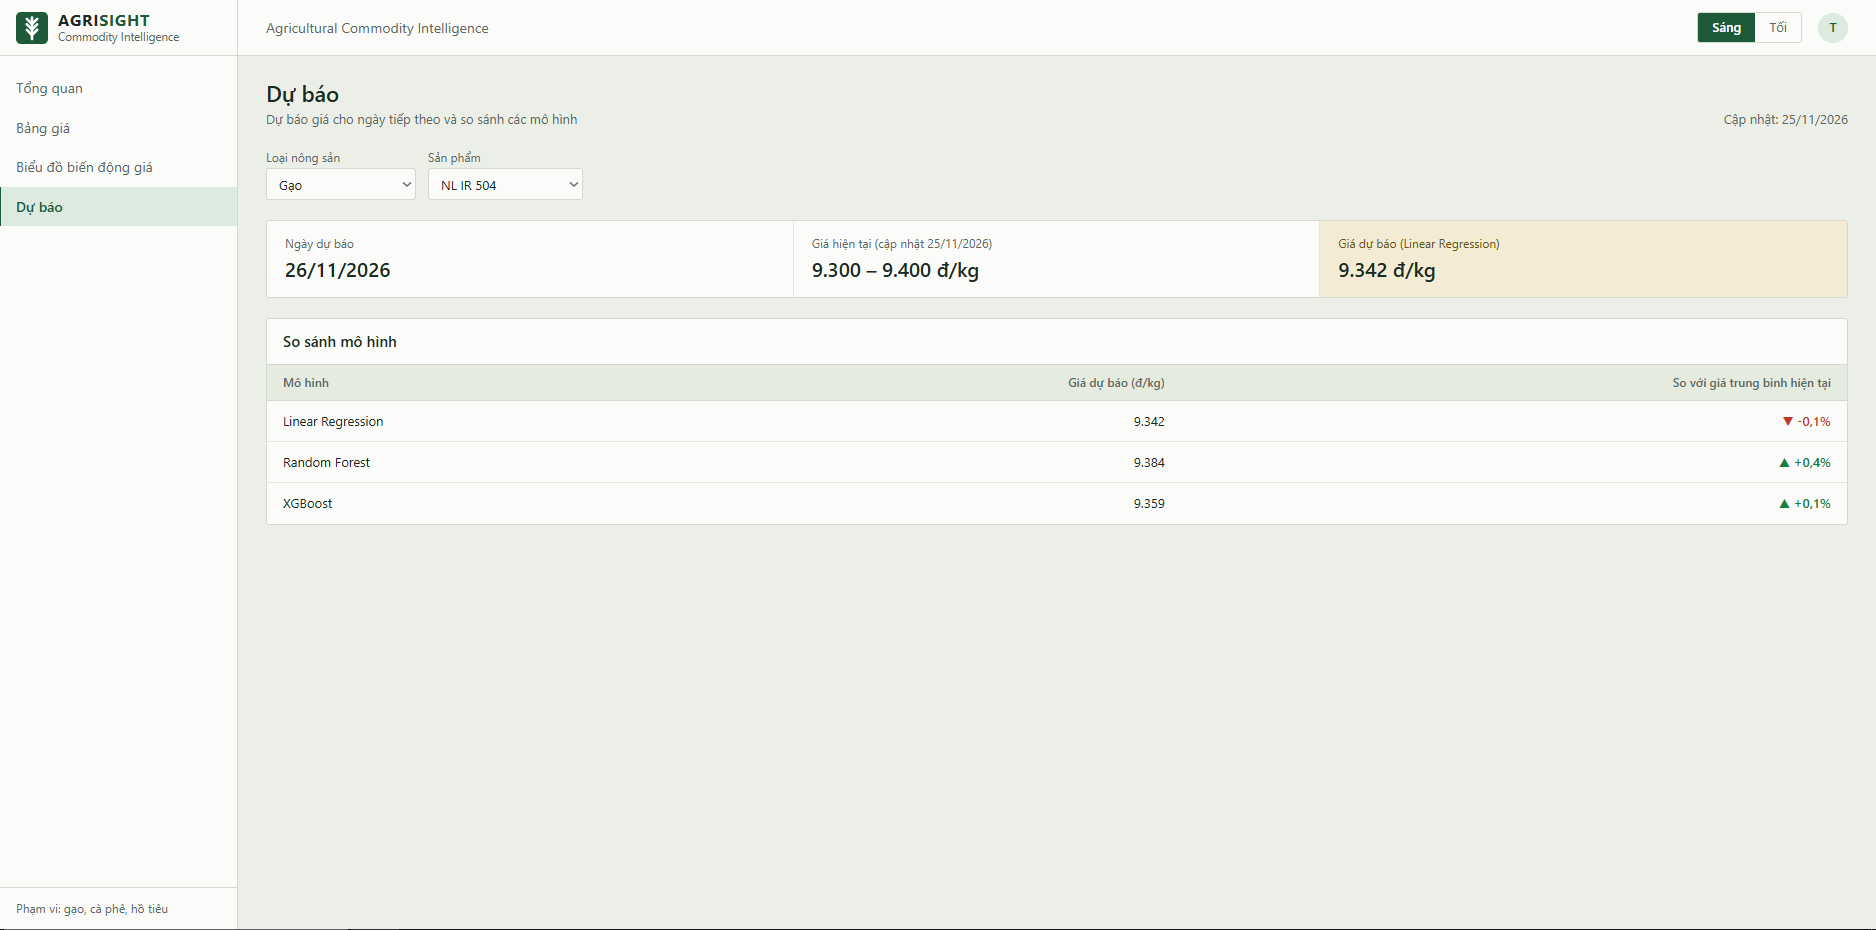 AGRISIGHT
Commodity Intelligence
Agricultural Commodity Intelligence
Sáng
Tối
T
Tổng quan
Bảng giá
Biểu đồ biến động giá
Dự báo
Dự báo
Dự báo giá cho ngày tiếp theo và so sánh các mô hình
Cập nhật: 25/11/2026
Loại nông sản
Sản phẩm
Gạo
NL IR 504
Ngày dự báo
26/11/2026
Giá hiện tại (cập nhật 25/11/2026)
9.300 – 9.400 đ/kg
Giá dự báo (Linear Regression)
9.342 đ/kg
So sánh mô hình
Mô hình
Giá dự báo (đ/kg)
So với giá trung bình hiện tại
Linear Regression
9.342
▼ -0,1%
Random Forest
9.384
▲ +0,4%
XGBoost
9.359
▲ +0,1%
Phạm vi: gạo, cà phê, hồ tiêu